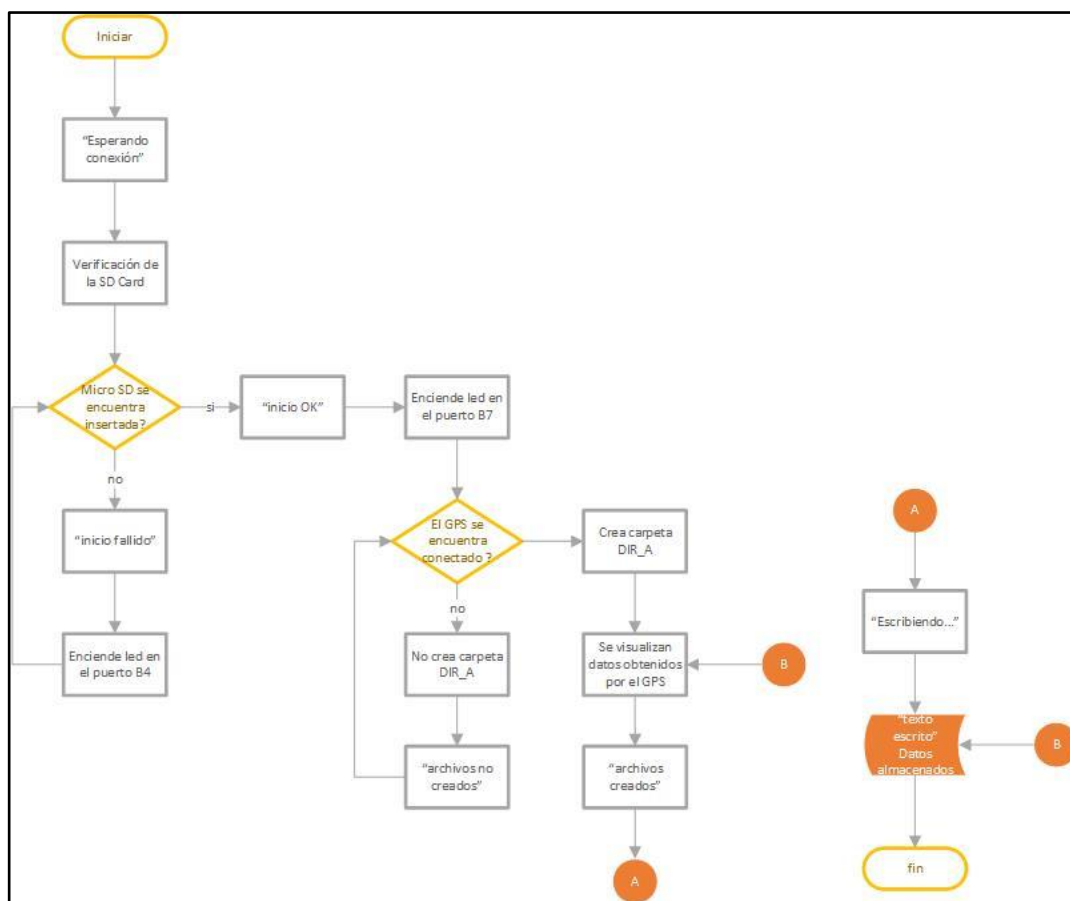 Iniciar
“Esperando
conexión”
Verificación de
la SD Card
Micro SD se
encuentra
insertada?
si
“inicio OK”
Enciende led en
el puerto B7
no
“inicio fallido”
Enciende led en
el puerto B4
El GPS se
encuentra
conectado ?
Crea carpeta
DIR_A
no
No crea carpeta
DIR_A
“archivos no
creados”
Se visualizan
datos obtenidos
por el GPS
B
“archivos
creados”
A
A
“Escribiendo...”
“texto
escrito”
Datos
almacenados
B
fin